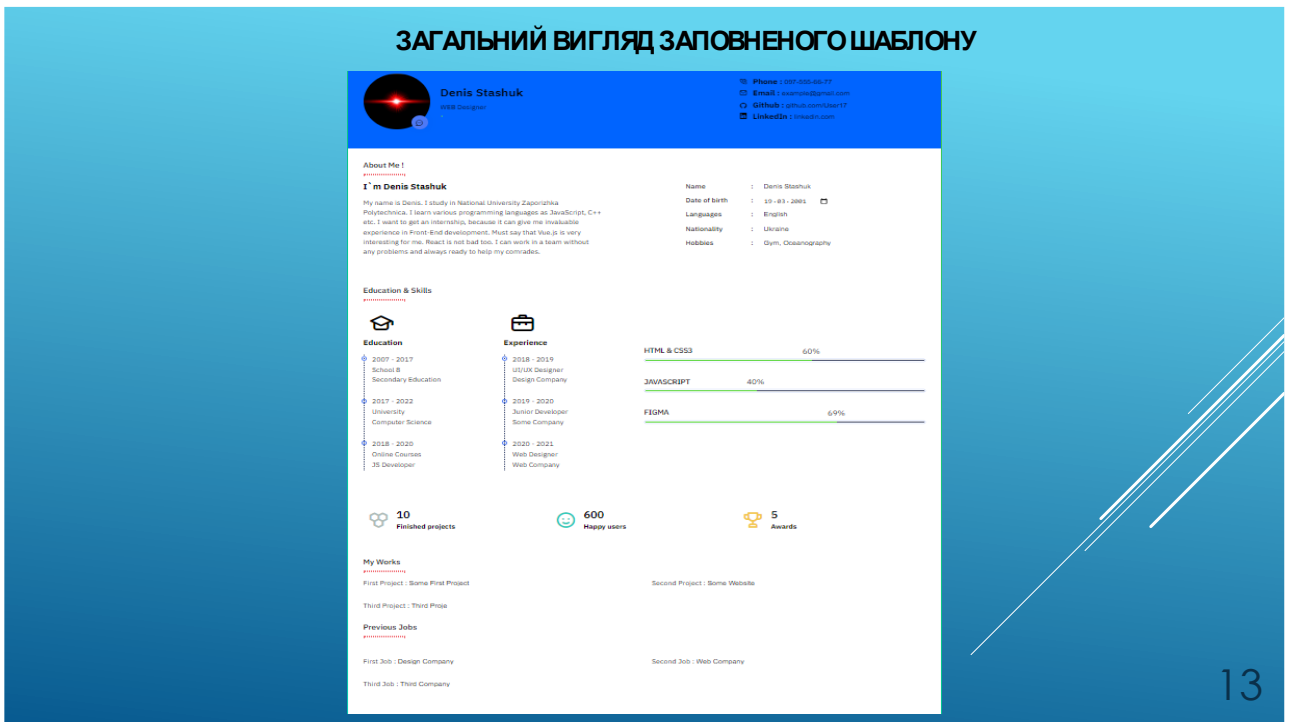 ЗАГАЛЬНИЙ ВИГЛЯД ЗАПОВНЕНОГО ШАБЛОНУ
Denis Stashuk
WEB Designer
Phone : 097-555-66-77
Email : example@gmail.com
Github : github.com/User17
LinkedIn : linkedin.com
About Me !
I`m Denis Stashuk
My name is Denis. I study in National University Zaporizhka
Polytechnica. I learn various programming languages as JavaScript, C++
etc. I want to get an internship, because it can give me invaluable
experience in Front-End development. Must say that Vue.js is very
interesting for me. React is not bad too. I can work in a team without
any problems and always ready to help my comrades.
Name : Denis Stashuk
Date of birth : 19-03-2001
Languages : English
Nationality : Ukraine
Hobbies : Gym, Oceanography
Education & Skills
Education
2007 - 2017
School 8
Secondary Education
2017 - 2022
University
Computer Science
2018 - 2020
Online Courses
JS Developer
Experience
2018 - 2019
UI/UX Designer
Design Company
2019 - 2020
Junior Developer
Some Company
2020 - 2021
Web Designer
Web Company
HTML & CSS3 60%
JAVASCRIPT 40%
FIGMA 69%
10
Finished projects
600
Happy users
5
Awards
My Works
First Project : Some First Project
Second Project : Some Website
Third Project : Third Proje
Previous Jobs
First Job : Design Company
Second Job : Web Company
Third Job : Third Company
13